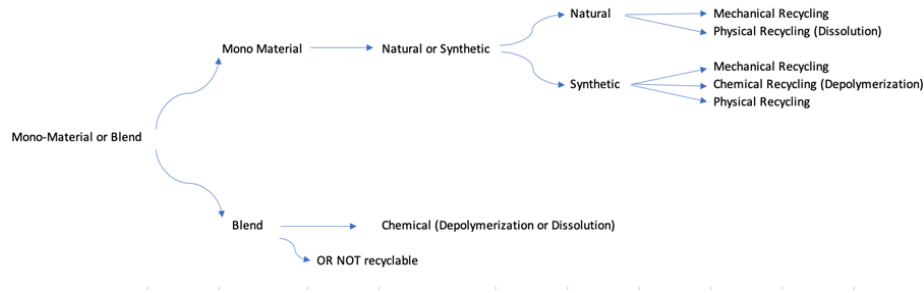 Natural
Mechanical Recycling
Physical Recycling (Dissolution)
Mono Material
Natural or Synthetic
Mechanical Recycling
Synthetic
Chemical Recycling (Depolymerization)
Physical Recycling
Mono-Material or Blend
Blend
Chemical (Depolymerization or Dissolution)
OR NOT recyclable